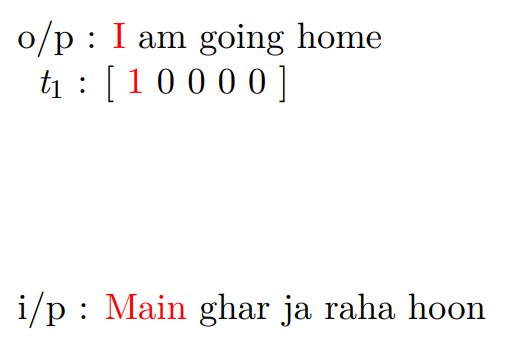 o/p : I am going home
t₁ : [ 1 0 0 0 0 ]
i/p : Main ghar ja raha hoon